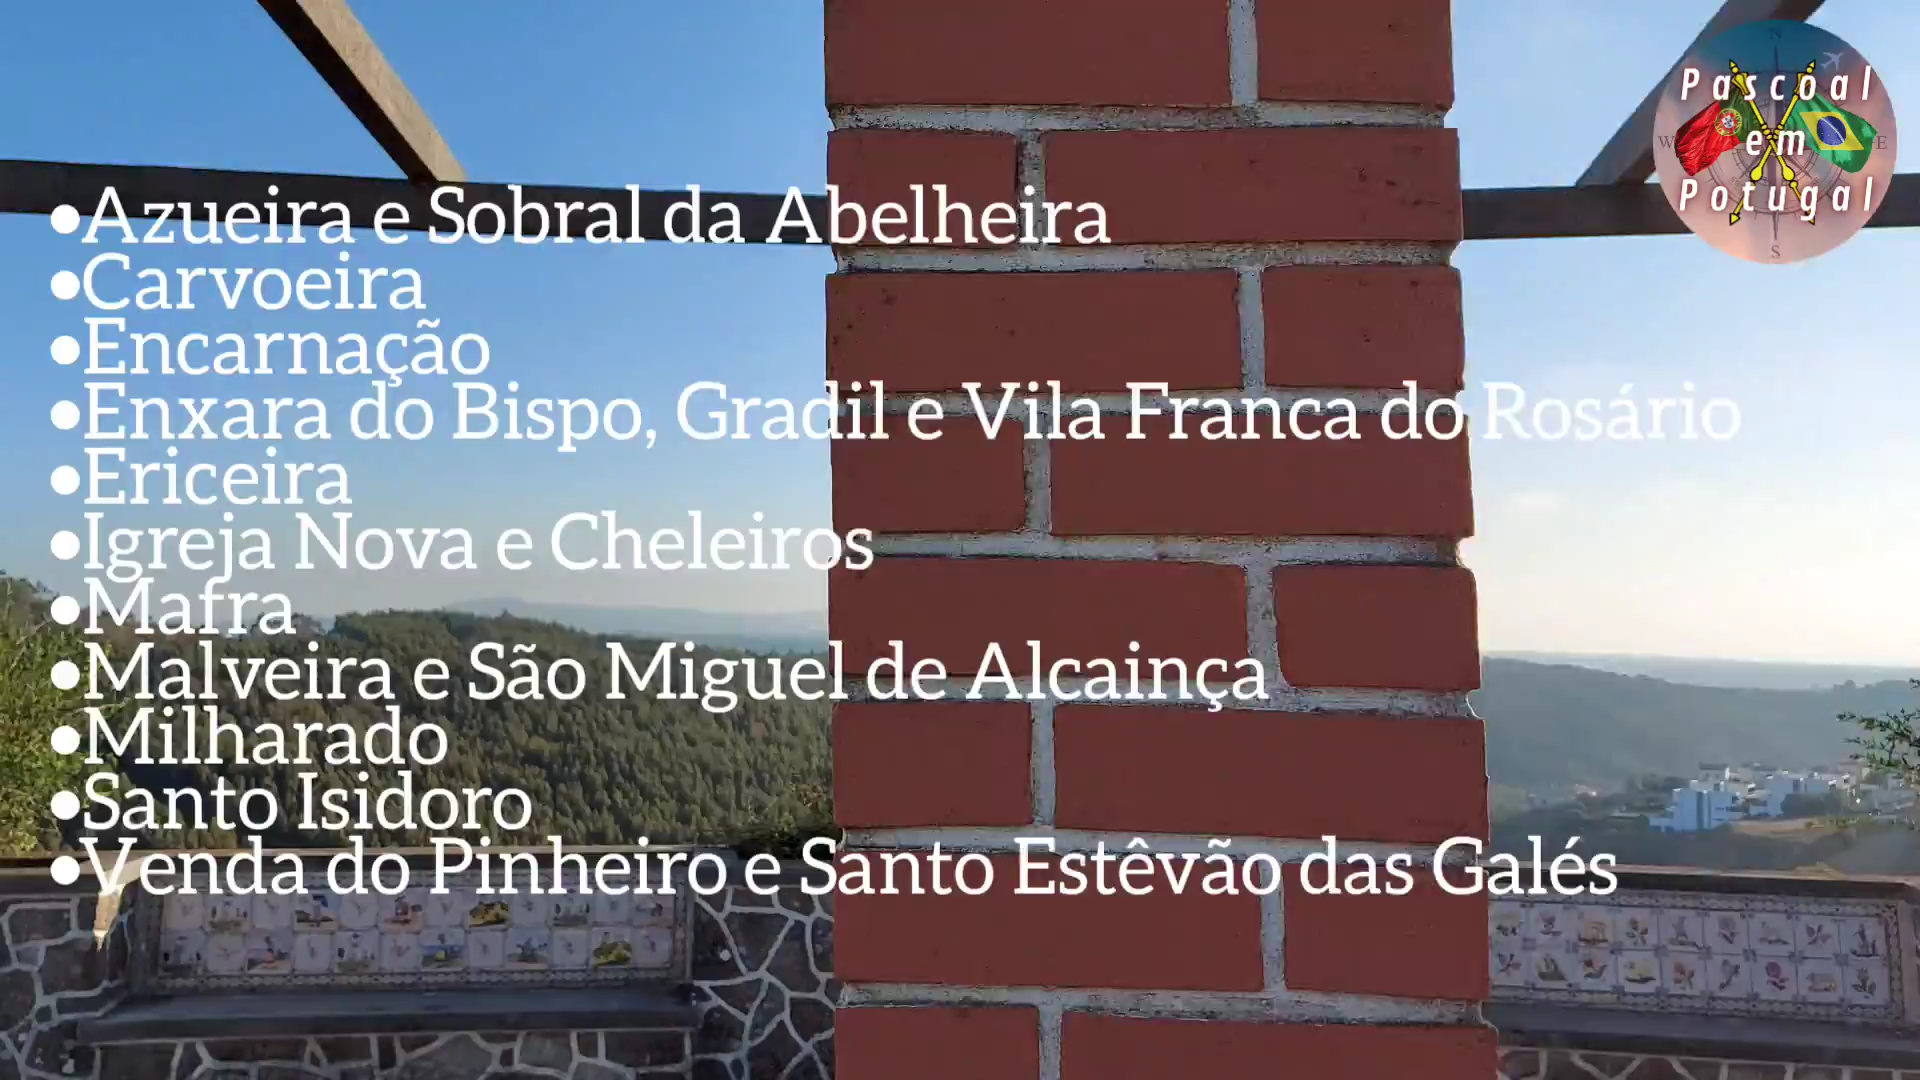 Pascoal
em
Potugal
•Azueira e Sobral da Abelheira
•Carvoeira
•Encarnação
•Enxara do Bispo, Gradil e Vila Franca do Rosário
•Ericeira
•Igreja Nova e Cheleiros
•Mafra
•Malveira e São Miguel de Alcainça
•Milharado
•Santo Isidoro
•Venda do Pinheiro e Santo Estêvão das Galés
N
W
E
S